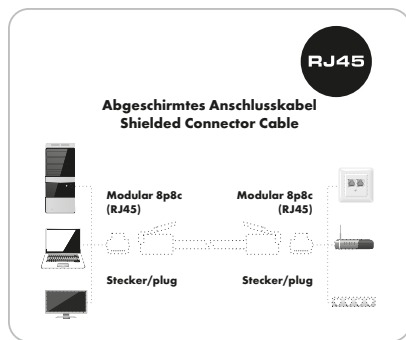 RJ45
Abgeschirmtes Anschlusskabel
Shielded Connector Cable
Modular 8p8c
(RJ45)
Modular 8p8c
(RJ45)
Stecker/plug
Stecker/plug